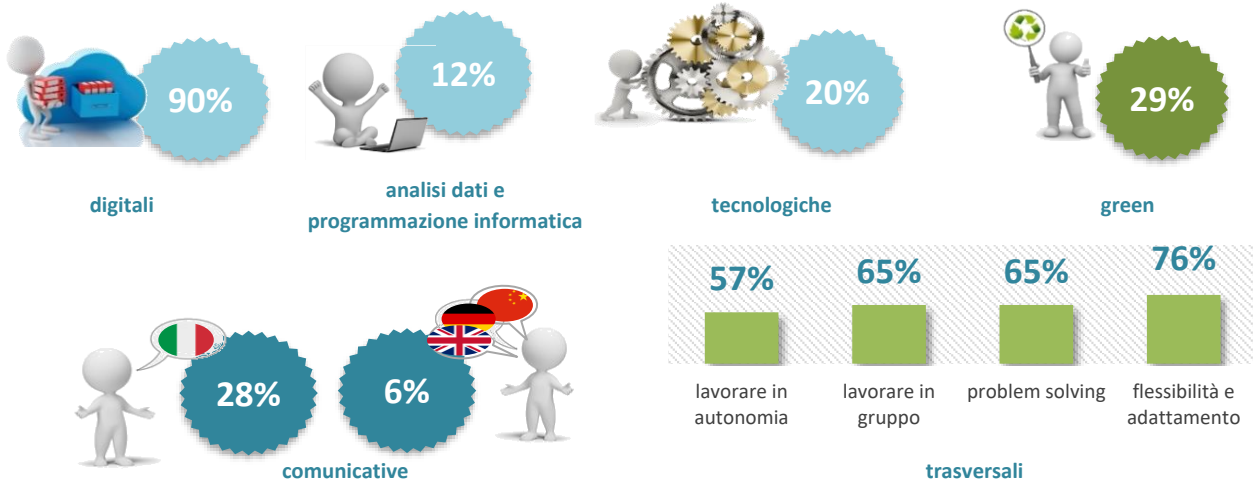 90%
12%
20%
29%
digitali
analisi dati e
programmazione informatica
tecnologiche
green
28%
6%
comunicative
57%
65%
65%
76%
lavorare in
autonomia
lavorare in
gruppo
problem solving
flessibilità e
adattamento
trasversali